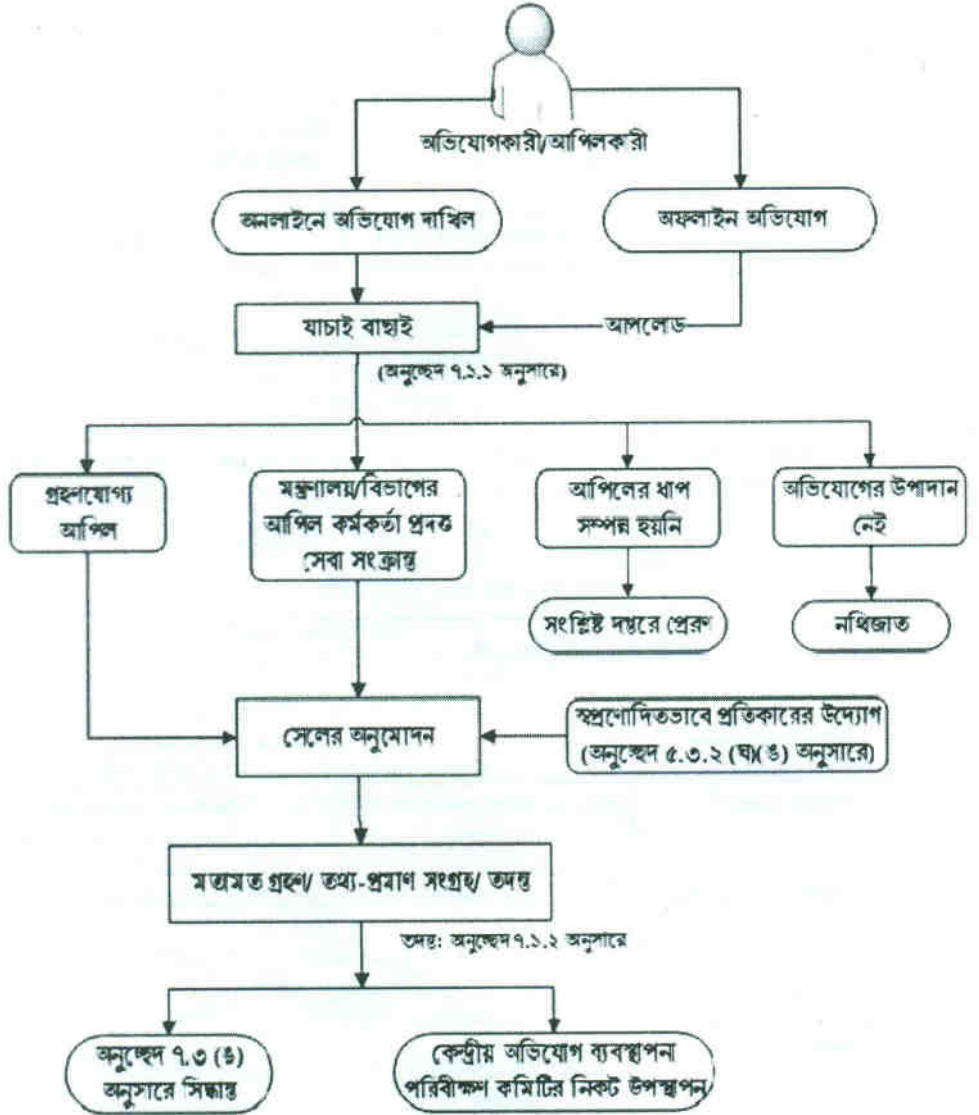 অভিযোগকারী/আপিলকারী
অনলাইনে অভিযোগ দাখিল
অফলাইন অভিযোগ
যাচাই বাছাই
আপলোড
(অনুচ্ছেদ ৭.১.১ অনুসারে)
গ্রহণযোগ্য
আপিল
মন্ত্রণালয়/বিভাগের
আপিল কর্মকর্তা প্রদত্ত
সেবা সংক্রান্ত
আপিলের ধাপ
সম্পন্ন হয়নি
অভিযোগের উপাদান
নেই
সংশ্লিষ্ট দপ্তরে প্রেরণ
নথিজাত
সেলের অনুমোদন
স্বপ্রণোদিতভাবে প্রতিকারের উদ্যোগ
(অনুচ্ছেদ ৫.৩.২ (ঘ)(ঙ) অনুসারে)
মতামত গ্রহণ/ তথ্য-প্রমাণ সংগ্রহ/ তদন্ত
তদন্ত: অনুচ্ছেদ ৭.১.২ অনুসারে
অনুচ্ছেদ ৭.৩ (ঙ)
অনুসারে সিদ্ধান্ত
কেন্দ্রীয় অভিযোগ ব্যবস্থাপনা
পরিবীক্ষণ কমিটির নিকট উপস্থাপন